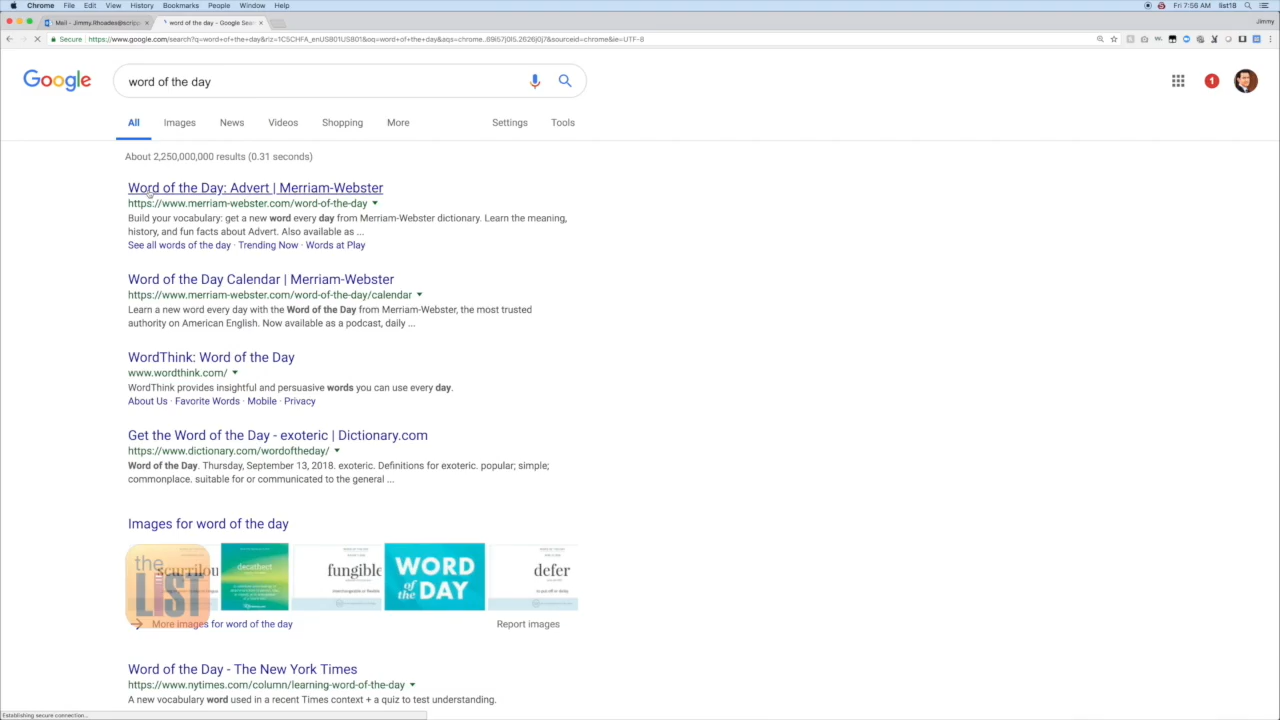 Chrome File Edit View History Bookmarks People Window Help Fri 7:56 AM list18
Mail - Jimmy.Rhoades@scripp word of the day - Google Sear Jimmy
Secure https://www.google.com/search?q=word+of+the+day&rlz=1C5CHFA_enUS801US801&oq=word+of+the+day&aqs=chrome..69i57j0l5.2626j0j7&sourceid=chrome&ie=UTF-8
Google word of the day 1
All Images News Videos Shopping More Settings Tools
About 2,250,000,000 results (0.31 seconds)
Word of the Day: Advert | Merriam-Webster
https://www.merriam-webster.com/word-of-the-day
Build your vocabulary: get a new word every day from Merriam-Webster dictionary. Learn the meaning,
history, and fun facts about Advert. Also available as ...
See all words of the day · Trending Now · Words at Play
Word of the Day Calendar | Merriam-Webster
https://www.merriam-webster.com/word-of-the-day/calendar
Learn a new word every day with the Word of the Day from Merriam-Webster, the most trusted
authority on American English. Now available as a podcast, daily ...
WordThink: Word of the Day
www.wordthink.com/
WordThink provides insightful and persuasive words you can use every day.
About Us · Favorite Words · Mobile · Privacy
Get the Word of the Day - exoteric | Dictionary.com
https://www.dictionary.com/wordoftheday/
Word of the Day. Thursday, September 13, 2018. exoteric. Definitions for exoteric. popular; simple;
commonplace. suitable for or communicated to the general ...
Images for word of the day
the
LIST
scurrilou
decathect
fungible
WORD
of the DAY
defer
to put off or delay
More images for word of the day Report images
Word of the Day - The New York Times
https://www.nytimes.com/column/learning-word-of-the-day
A new vocabulary word used in a recent Times context + a quiz to test understanding.
Establishing secure connection...